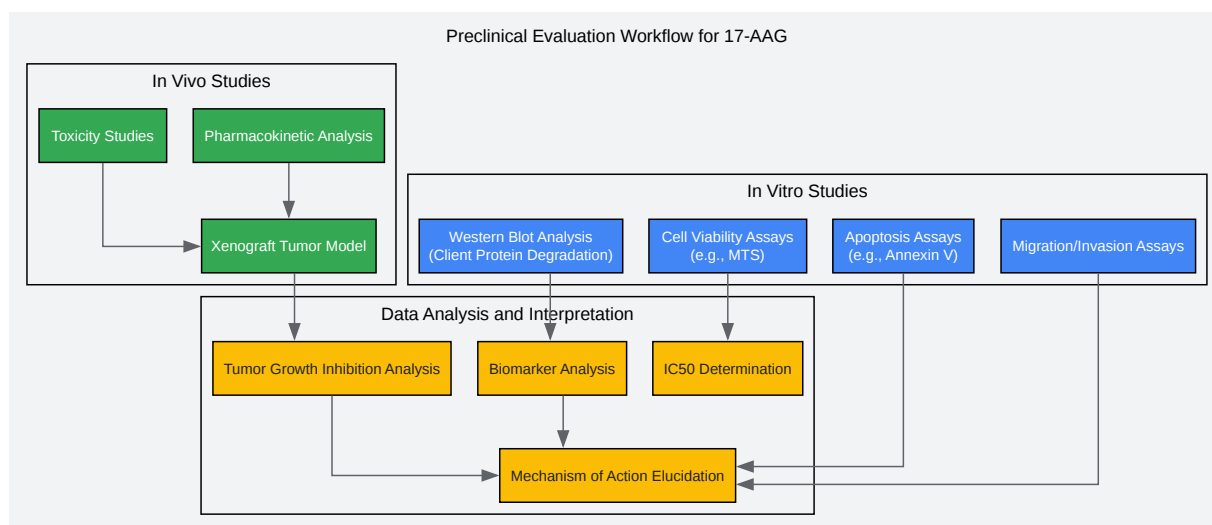 Preclinical Evaluation Workflow for 17-AAG
In Vivo Studies
Toxicity Studies
Pharmacokinetic Analysis
Xenograft Tumor Model
In Vitro Studies
Western Blot Analysis
(Client Protein Degradation)
Cell Viability Assays
(e.g., MTS)
Apoptosis Assays
(e.g., Annexin V)
Migration/Invasion Assays
Data Analysis and Interpretation
Tumor Growth Inhibition Analysis
Biomarker Analysis
IC50 Determination
Mechanism of Action Elucidation